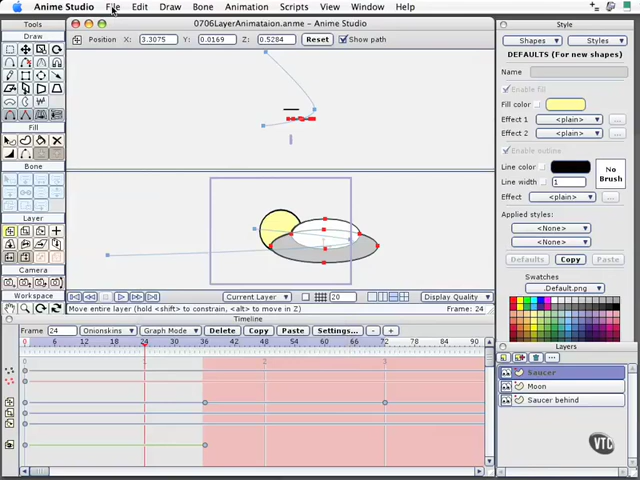 Anime Studio File Edit Draw Bone Animation Scripts View Window Help
0706LayerAnimataion.anme – Anime Studio
Tools
Draw
Fill
Bone
Layer
Camera
Workspace
Position X: 3.3075 Y: 0.0169 Z: 0.5284 Reset Show path
Current Layer 20 Display Quality
Move entire layer (hold <shift> to constrain, <alt> to move in Z) Frame: 24
Timeline
Frame 24 Onionskins Graph Mode Delete Copy Paste Settings... - +
0 6 12 18 24 30 36 42 48 54 60 66 72 78 84 90
0 1 2 3
Style
Shapes Styles
DEFAULTS (For new shapes)
Name
Enable fill
Fill color
Effect 1 <plain> ...
Effect 2 <plain> ...
Enable outline
Line color
Line width 1
No Brush
Effect <plain> ...
Applied styles:
<None>
<None>
Defaults Copy Paste
Swatches
.Default.png
Layers
Saucer
Moon
Saucer behind
VTC